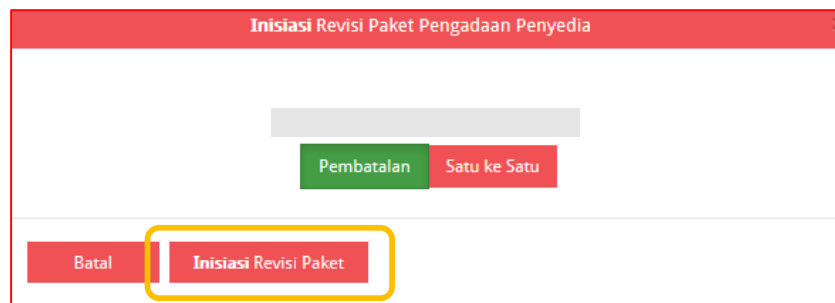 Inisiasi Revisi Paket Pengadaan Penyedia
Pembatalan Satu ke Satu
Batal Inisiasi Revisi Paket